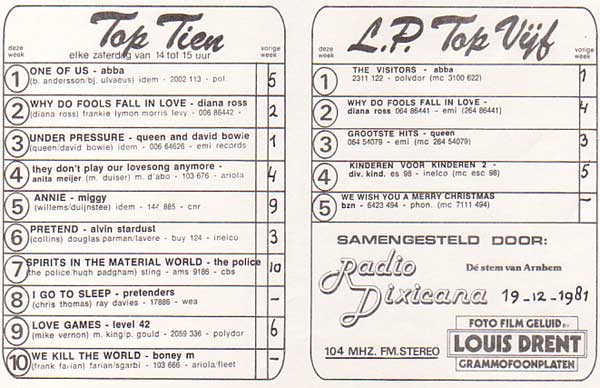 Top Tien
deze week
elke zaterdag van 14 tot 15 uur
vorige week
1 ONE OF US - abba 5
(b. andersson/bj. ulvaeus) idem - 2002 113 - pol.
2 WHY DO FOOLS FALL IN LOVE - diana ross 2
(diana ross) frankie lymon morris levy - 006 86442 -
3 UNDER PRESSURE - queen and david bowie 1
(queen/david bowie) idem - 006 64626 - emi records
4 they don't play our lovesong anymore - 4
anita meijer (m. duiser) m. d'abo - 103 676 - ariola
5 ANNIE - miggy 9
(willems/duijnstee) idem - 885 - cnr
6 PRETEND - alvin stardust 3
(collins) douglas/parman/lavere - buy 124 - inelco
7 SPIRITS IN THE MATERIAL WORLD - the police 10
the police/hugh padgham) sting - ams 9186 - cbs
8 I GO TO SLEEP - pretenders -
(chris thomas) ray davies - 17886 - wea
9 LOVE GAMES - level 42 6
(mike vernon) m. king/p. gould - 2059 336 - polydor
10 WE KILL THE WORLD - boney m -
(frank farian) farian/sgarbi - 103 666 - ariola/fleet
L.P. Top Vijf
deze week
vorige week
1 THE VISITORS - abba 1
2311 122 - polydor (mc 3100 622)
2 WHY DO FOOLS FALL IN LOVE - 4
diana ross 064 86441 - emi (264 86441)
3 GROOTSTE HITS - queen 3
064 54079 - emi (mc 264 54079)
4 KINDEREN VOOR KINDEREN 2 - 5
div. kind. es 98 - inelco (mc esc 98)
5 WE WISH YOU A MERRY CHRISTMAS -
bzn - 6423 494 - phon. (mc 7111 494)
SAMENGESTELD DOOR:
Radio Dixicana
Dé stem van Arnhem
19-12-1981
104 MHZ. FM.STEREO
FOTO FILM GELUID BV
LOUIS DRENT
GRAMMOFOONPLATEN